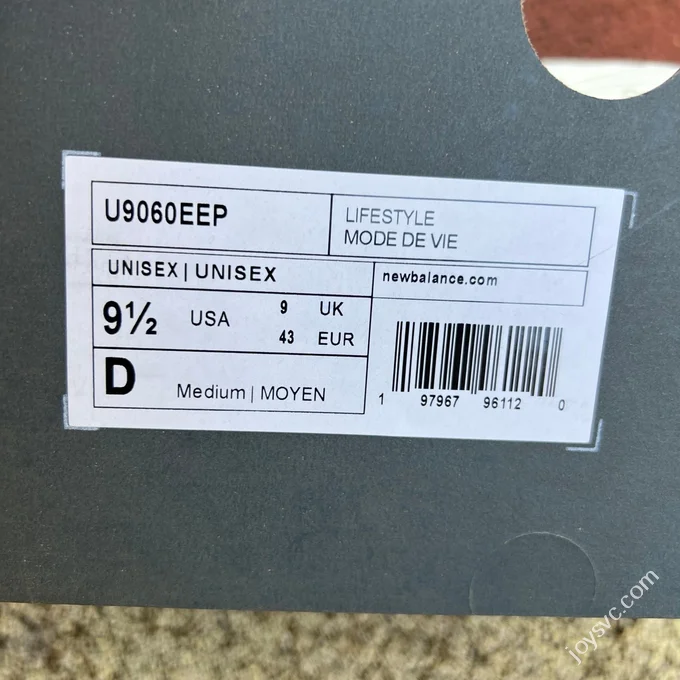 U9060EEP
LIFESTYLE
MODE DE VIE
UNISEX | UNISEX
newbalance.com
9½ USA 9 UK
43 EUR
D Medium | MOYEN
1 97967 96112 0
joysvc.com